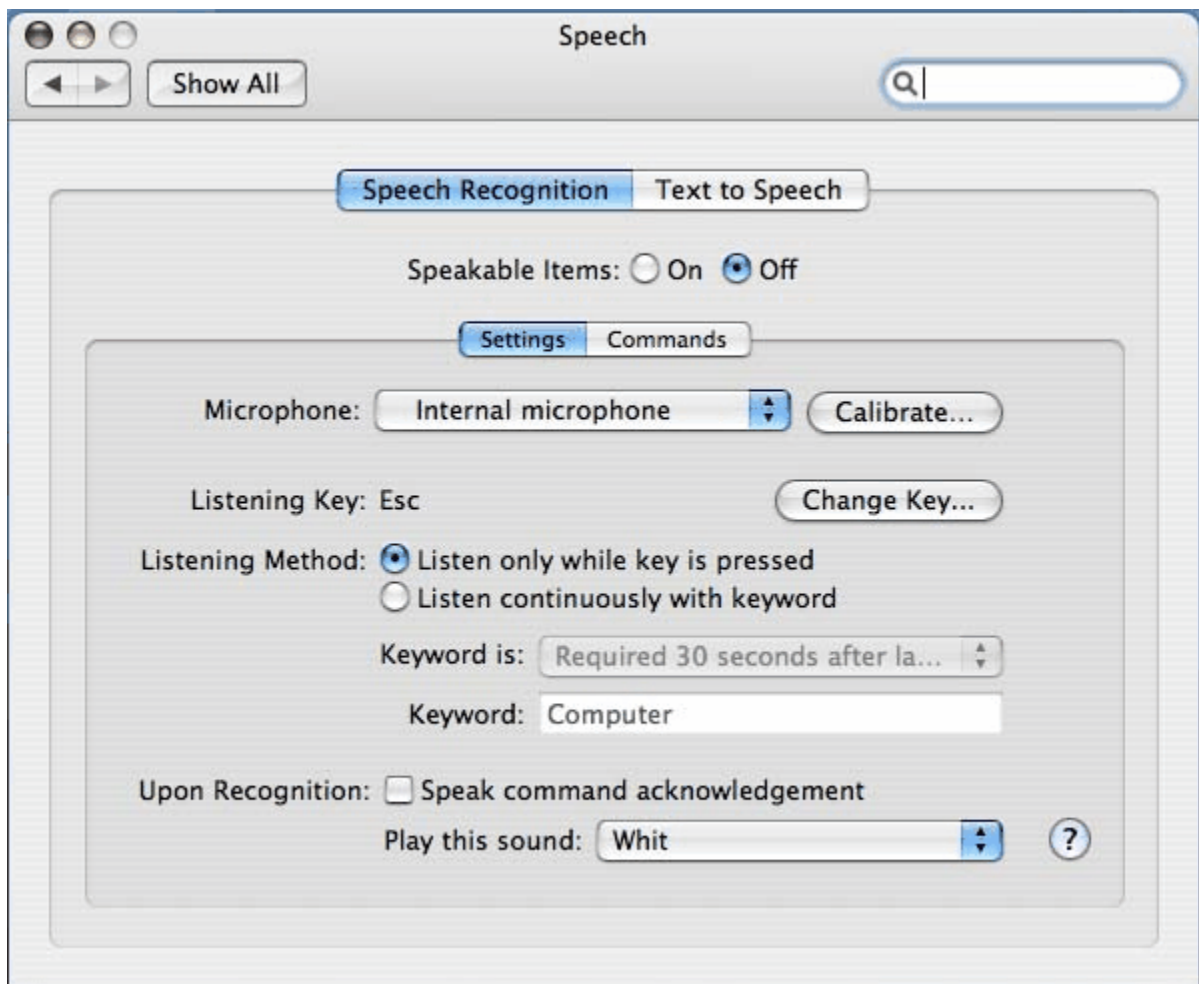 Speech
Show All
Speech Recognition Text to Speech
Speakable Items: On Off
Settings Commands
Microphone: Internal microphone Calibrate...
Listening Key: Esc Change Key...
Listening Method: Listen only while key is pressed
Listen continuously with keyword
Keyword is: Required 30 seconds after la...
Keyword: Computer
Upon Recognition: Speak command acknowledgement
Play this sound: Whit ?